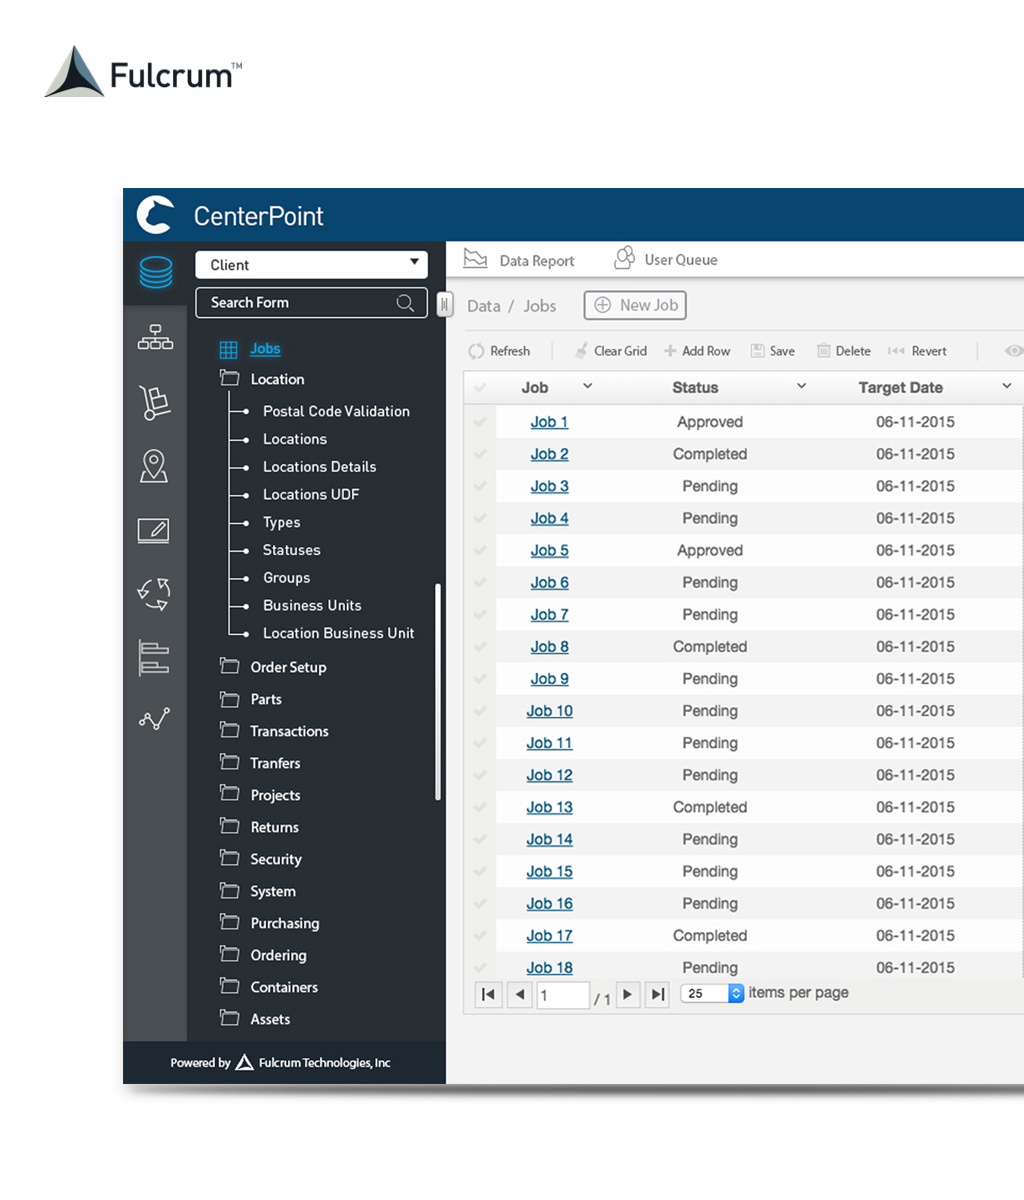 Fulcrum™
CenterPoint
Client
Data Report
User Queue
Search Form
Data / Jobs
New Job
Refresh
Clear Grid
Add Row
Save
Delete
Revert
Jobs
Location
Postal Code Validation
Locations
Locations Details
Locations UDF
Types
Statuses
Groups
Business Units
Location Business Unit
Order Setup
Parts
Transactions
Tranfers
Projects
Returns
Security
System
Purchasing
Ordering
Containers
Assets
Job Status Target Date
Job 1 Approved 06-11-2015
Job 2 Completed 06-11-2015
Job 3 Pending 06-11-2015
Job 4 Pending 06-11-2015
Job 5 Approved 06-11-2015
Job 6 Pending 06-11-2015
Job 7 Pending 06-11-2015
Job 8 Completed 06-11-2015
Job 9 Pending 06-11-2015
Job 10 Pending 06-11-2015
Job 11 Pending 06-11-2015
Job 12 Pending 06-11-2015
Job 13 Completed 06-11-2015
Job 14 Pending 06-11-2015
Job 15 Pending 06-11-2015
Job 16 Pending 06-11-2015
Job 17 Completed 06-11-2015
Job 18 Pending 06-11-2015
1 / 1 25 items per page
Powered by Fulcrum Technologies, Inc